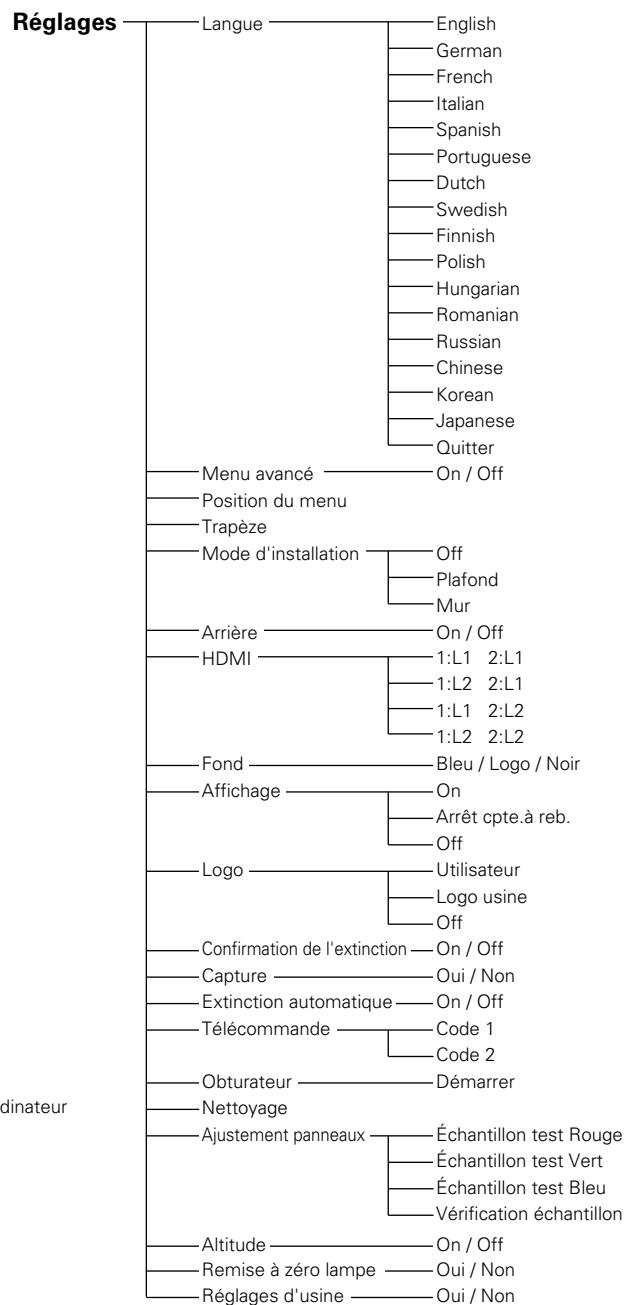 Réglages Langue English
German
French
Italian
Spanish
Portuguese
Dutch
Swedish
Finnish
Polish
Hungarian
Romanian
Russian
Chinese
Korean
Japanese
Quitter
Menu avancé On / Off
Position du menu
Trapèze
Mode d'installation Off
Plafond
Mur
Arrière On / Off
HDMI 1:L1 2:L1
1:L2 2:L1
1:L1 2:L2
1:L2 2:L2
Fond Bleu / Logo / Noir
Affichage On
Arrêt cpte.à reb.
Off
Logo Utilisateur
Logo usine
Off
Confirmation de l'extinction On / Off
Capture Oui / Non
Extinction automatique On / Off
Télécommande Code 1
Code 2
Obturateur Démarrer
dinateur Nettoyage
Ajustement panneaux Échantillon test Rouge
Échantillon test Vert
Échantillon test Bleu
Vérification échantillon
Altitude On / Off
Remise à zéro lampe Oui / Non
Réglages d'usine Oui / Non